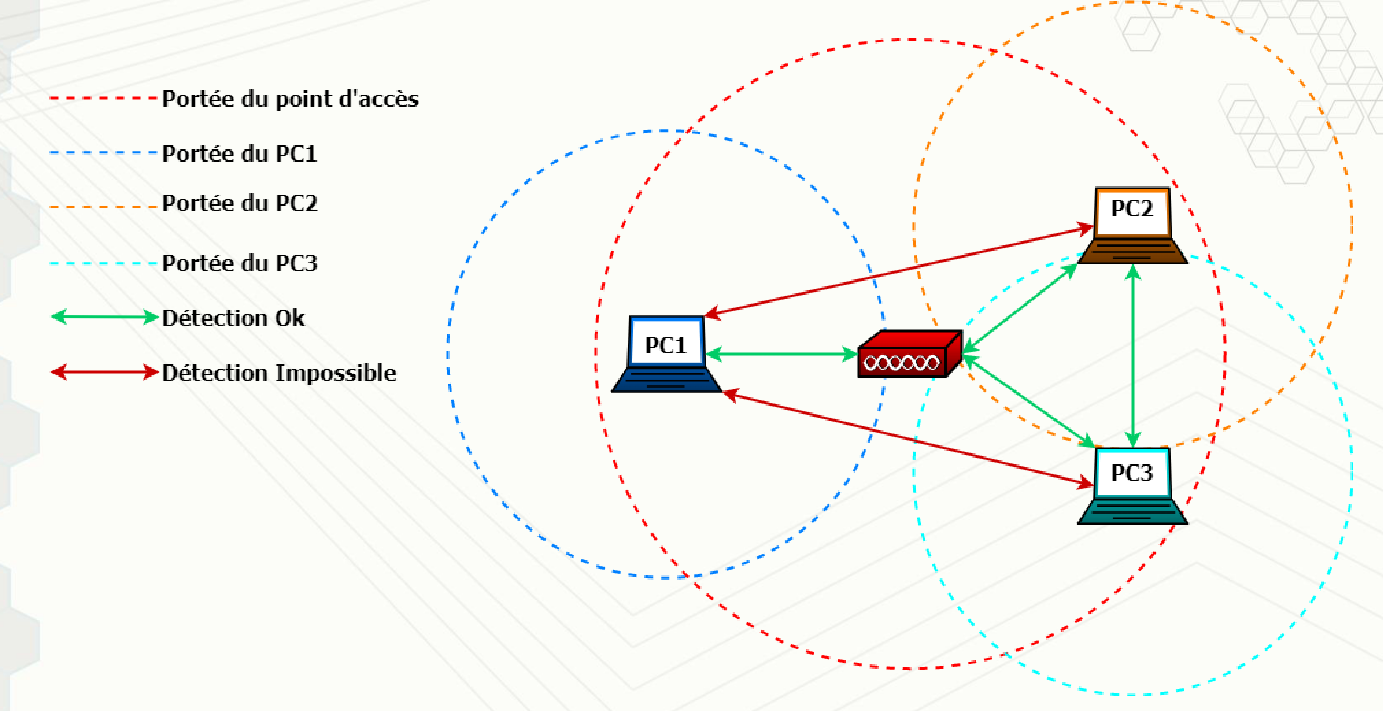 Portée du point d'accès
Portée du PC1
Portée du PC2
Portée du PC3
Détection Ok
Détection Impossible
PC2
PC1
PC3